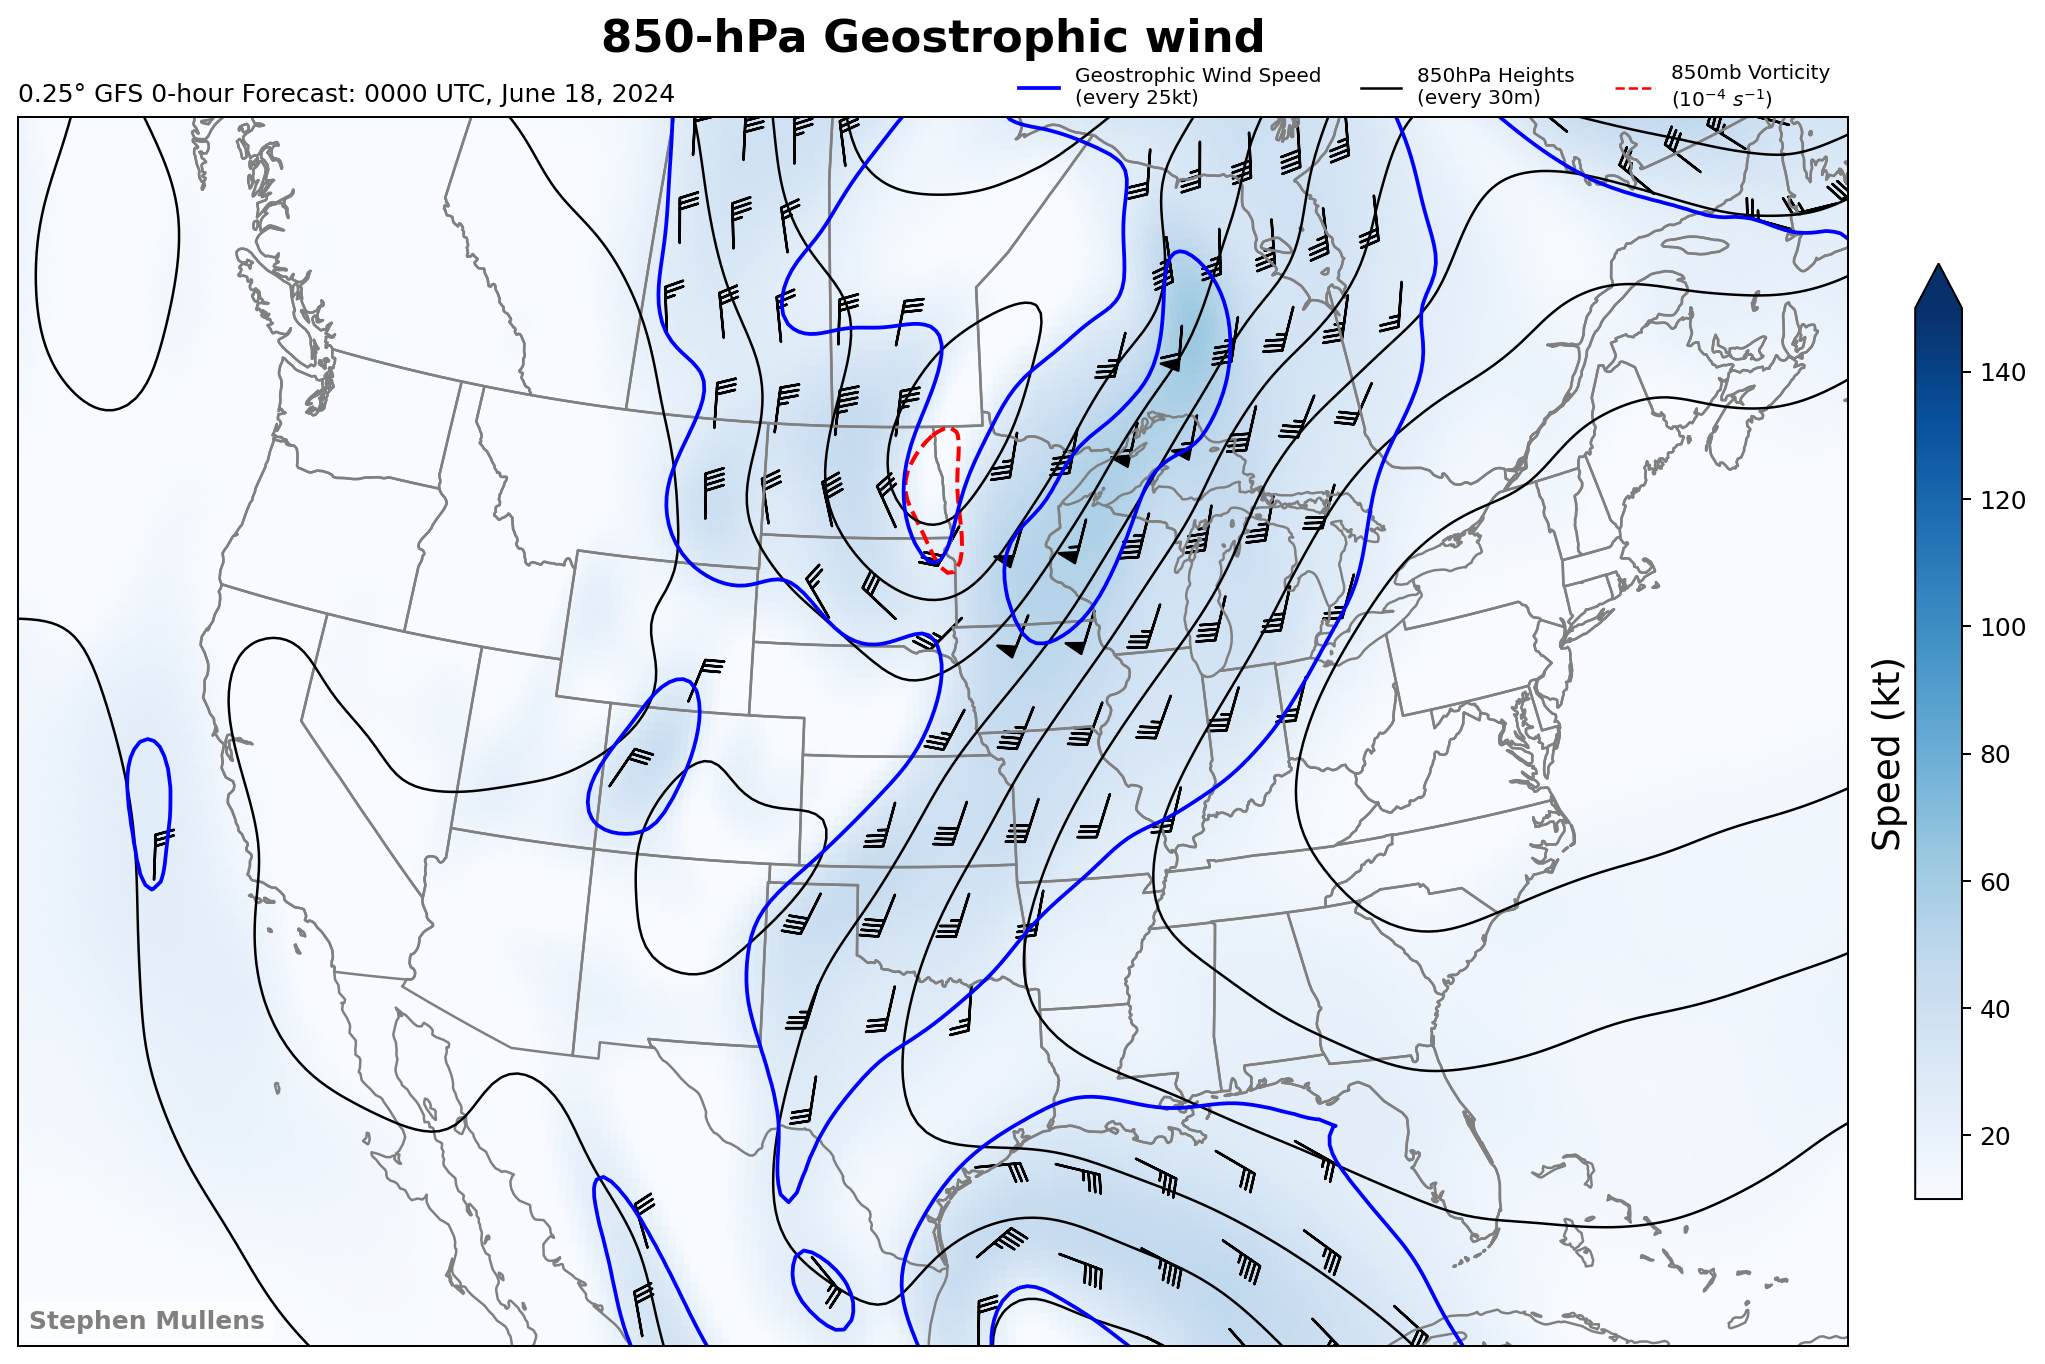 850-hPa Geostrophic wind
0.25° GFS 0-hour Forecast: 0000 UTC, June 18, 2024
Geostrophic Wind Speed
(every 25kt)
850hPa Heights
(every 30m)
850mb Vorticity
(10⁻⁴ s⁻¹)
140
120
100
80
60
40
20
Speed (kt)
Stephen Mullens